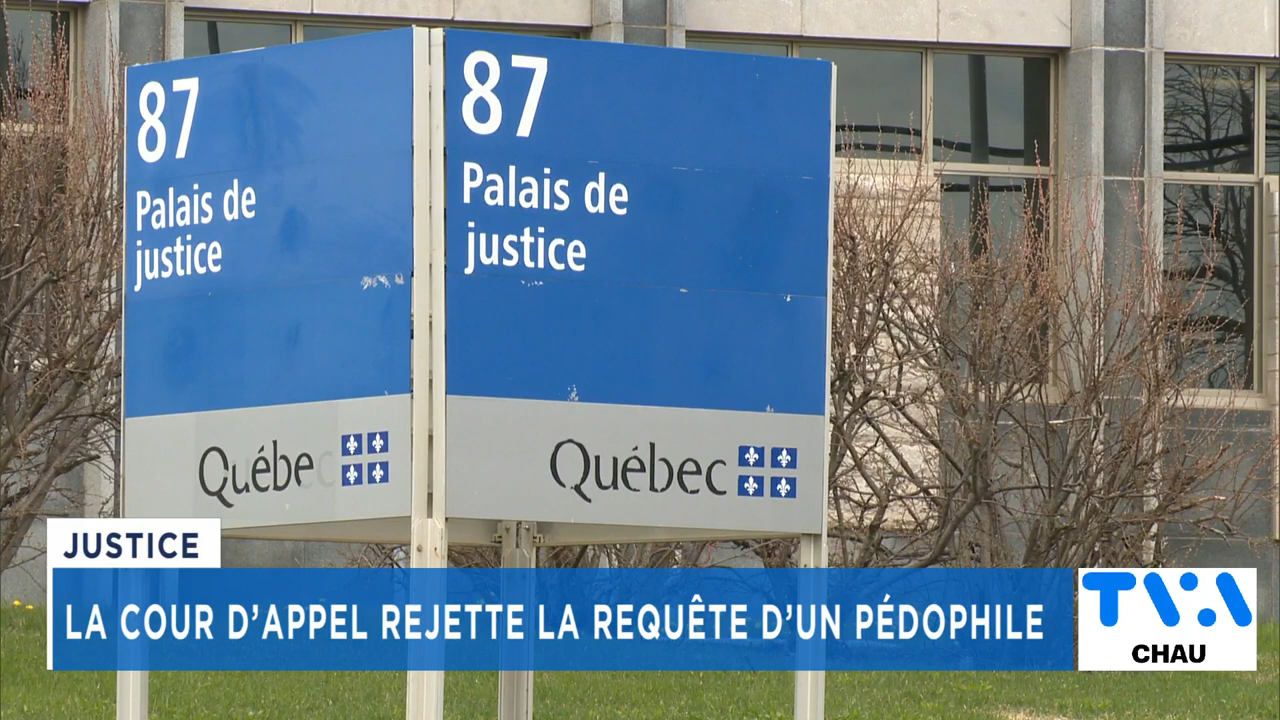 87
Palais de
justice
Québec
87
Palais de
justice
Québec
JUSTICE
LA COUR D'APPEL REJETTE LA REQUÊTE D'UN PÉDOPHILE
TVA
CHAU